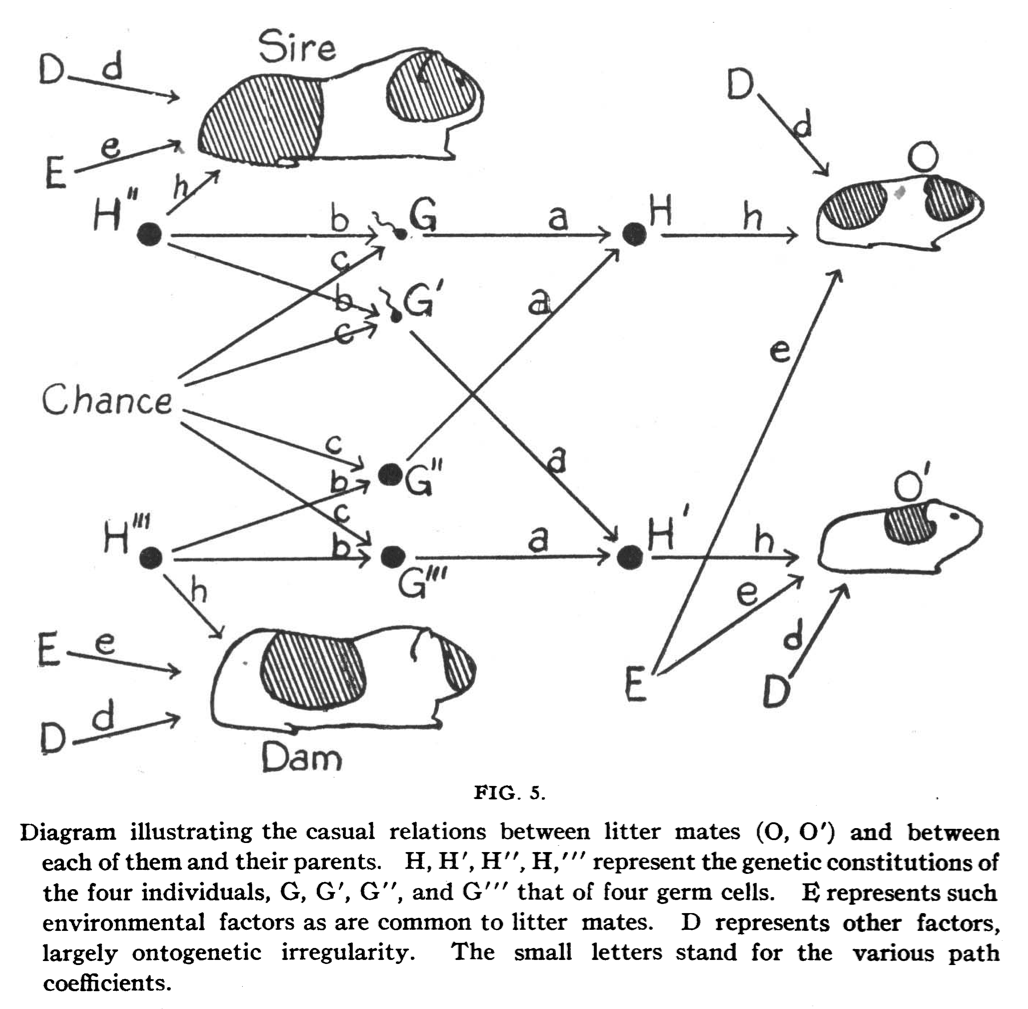 Sire
D d
E e
H" h
b G a H h
c
b G'
c
D
d
O
a
e
Chance
c
b G"
c
a
O'
H"'
b a H' h
G"'
h
e
E e
E
d
D
D d
Dam
FIG. 5.
Diagram illustrating the casual relations between litter mates (O, O′) and between
each of them and their parents. H, H′, H′′, H,′′′ represent the genetic constitutions of
the four individuals, G, G′, G′′, and G′′′ that of four germ cells. E represents such
environmental factors as are common to litter mates. D represents other factors,
largely ontogenetic irregularity. The small letters stand for the various path
coefficients.